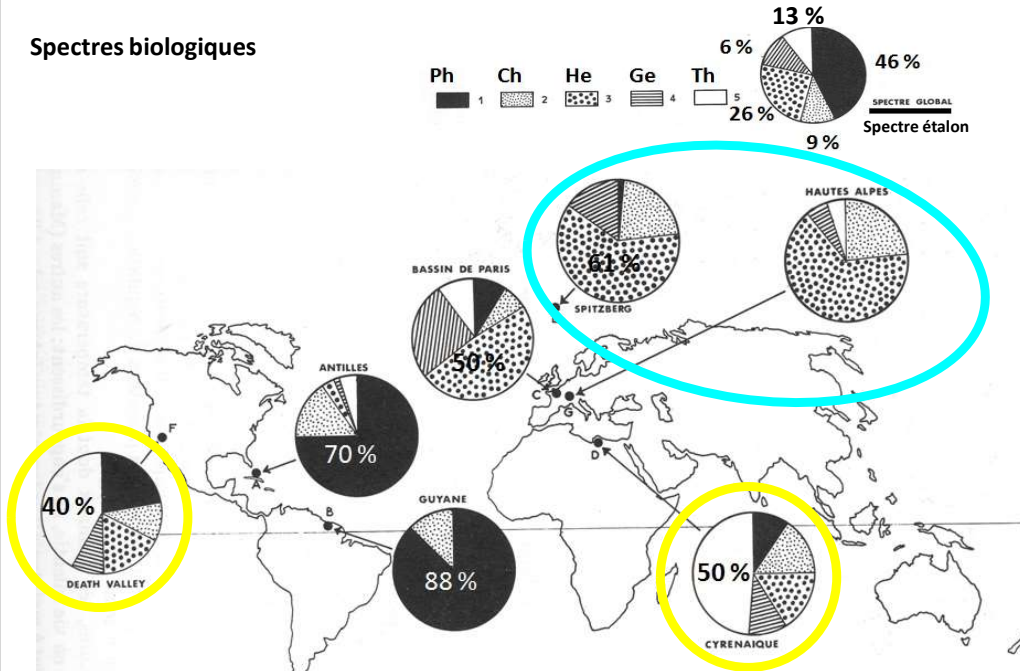 Spectres biologiques
13 %
6 %
46 %
Ph Ch He Ge Th
1 2 3 4 5
SPECTRE GLOBAL
26 %
Spectre étalon
9 %
HAUTES ALPES
61 %
BASSIN DE PARIS
SPITZBERG
50 %
ANTILLES
C
G
F
70 %
D
A
40 %
GUYANE
B
50 %
88 %
DEATH VALLEY
CYRENAIQUE